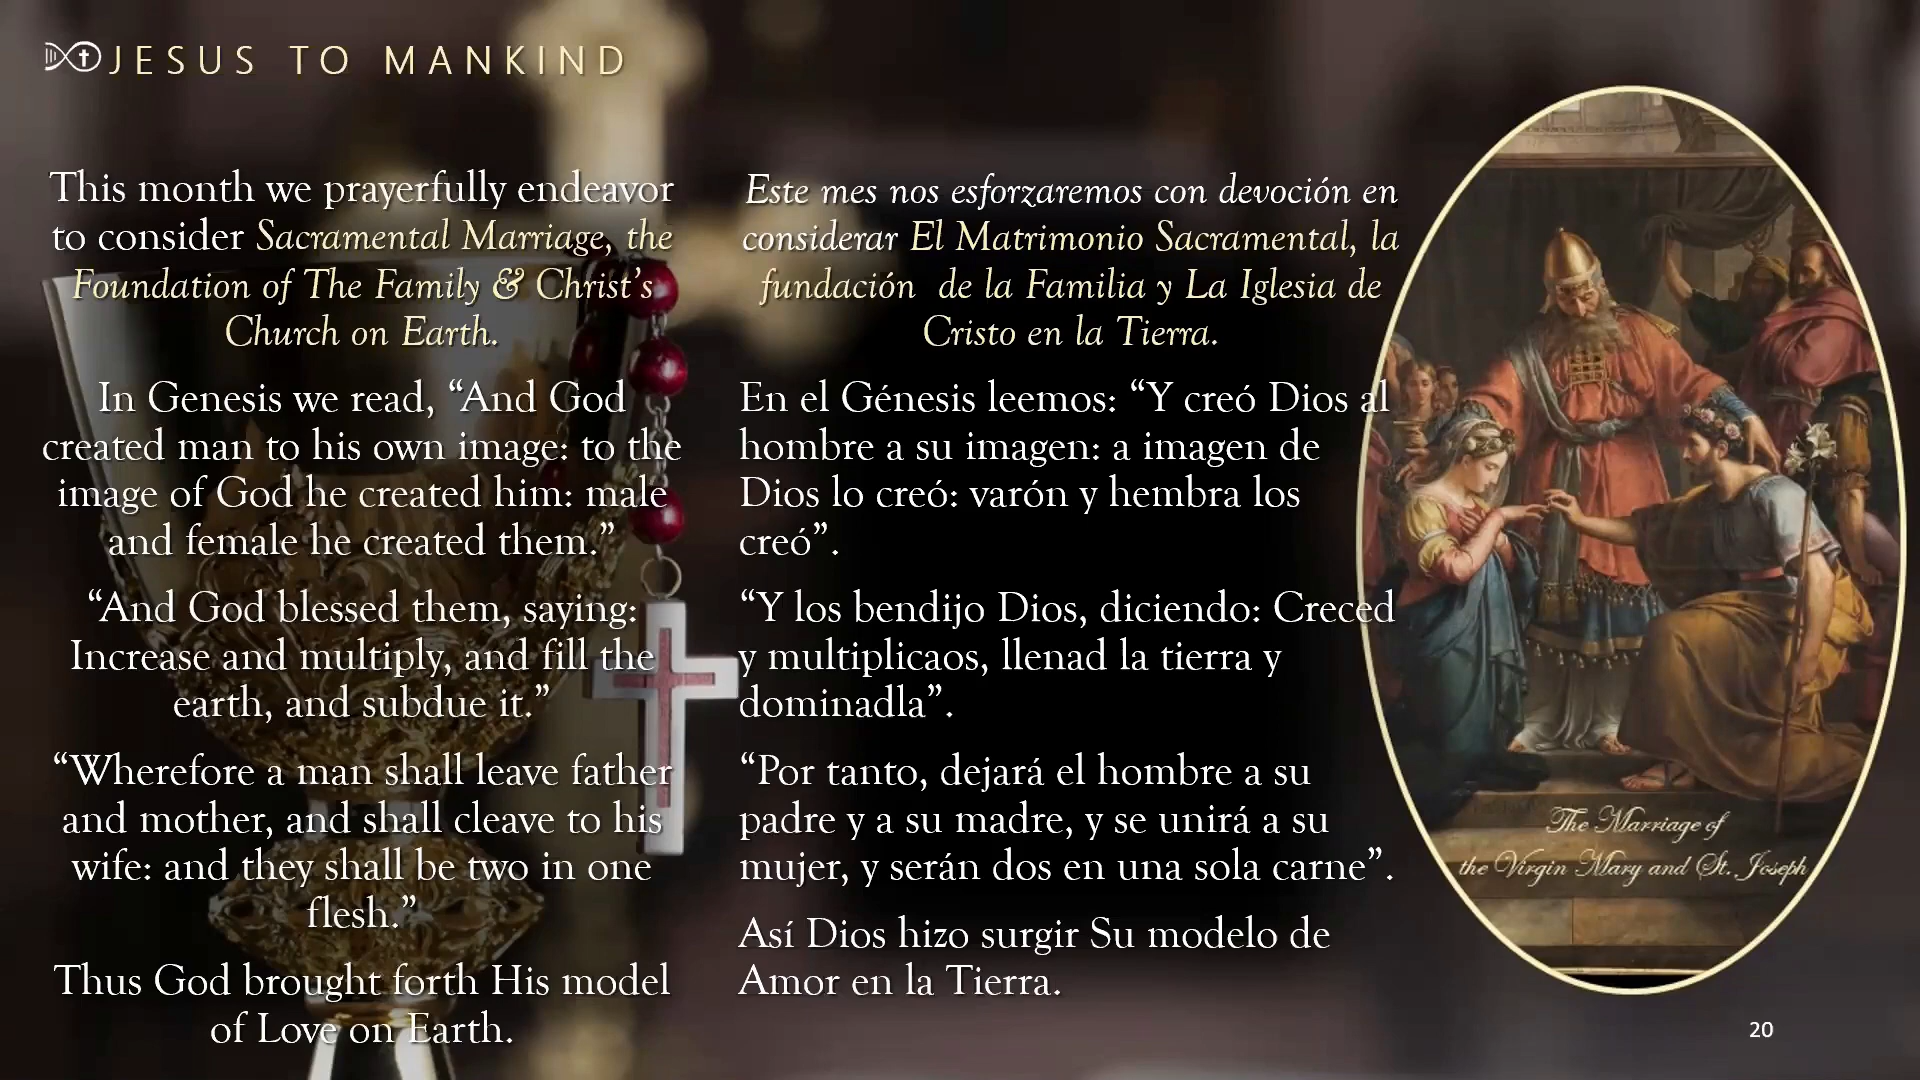 JESUS TO MANKIND
This month we prayerfully endeavor
to consider Sacramental Marriage, the
Foundation of The Family & Christ's
Church on Earth.
In Genesis we read, “And God
created man to his own image: to the
image of God he created him: male
and female he created them.”
“And God blessed them, saying:
Increase and multiply, and fill the
earth, and subdue it.”
“Wherefore a man shall leave father
and mother, and shall cleave to his
wife: and they shall be two in one
flesh.”
Thus God brought forth His model
of Love on Earth.
Este mes nos esforzaremos con devoción en
considerar El Matrimonio Sacramental, la
fundación de la Familia y La Iglesia de
Cristo en la Tierra.
En el Génesis leemos: “Y creó Dios al
hombre a su imagen: a imagen de
Dios lo creó: varón y hembra los
creó”.
“Y los bendijo Dios, diciendo: Creced
y multiplicaos, llenad la tierra y
dominadla”.
“Por tanto, dejará el hombre a su
padre y a su madre, y se unirá a su
mujer, y serán dos en una sola carne”.
Así Dios hizo surgir Su modelo de
Amor en la Tierra.
The Marriage of
the Virgin Mary and St. Joseph
20